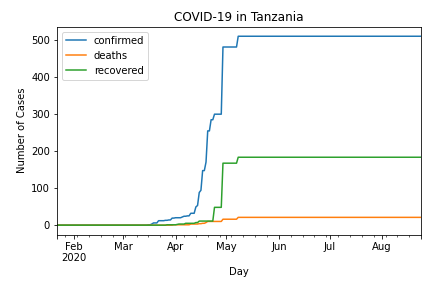 COVID-19 in Tanzania
confirmed
deaths
recovered
Number of Cases
500
400
300
200
100
0
Feb Mar Apr May Jun Jul Aug
2020
Day